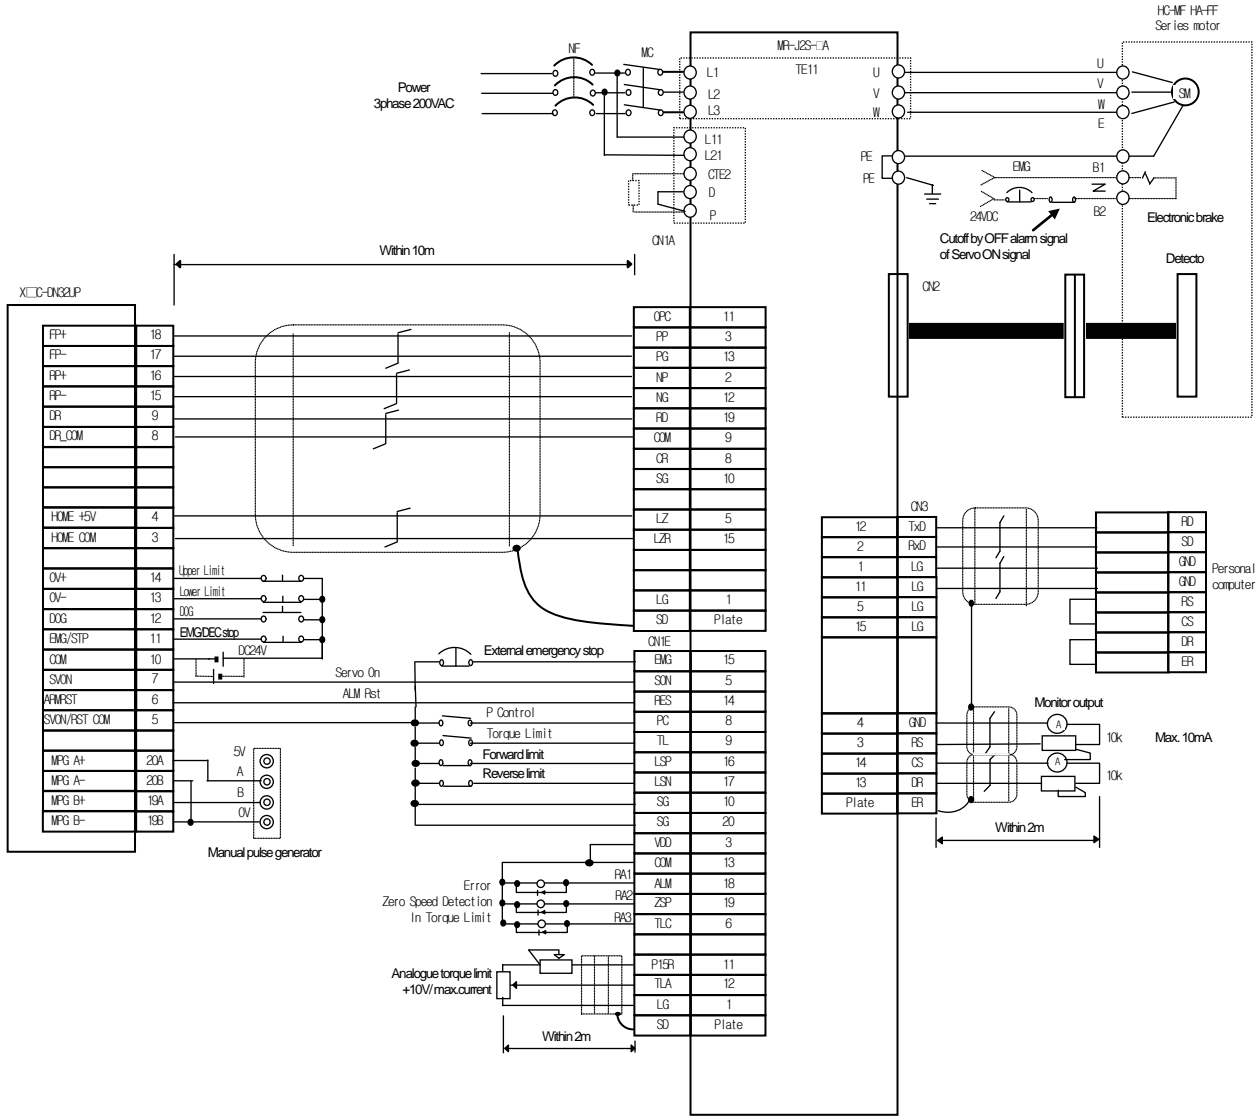 HC-MF HA-FF
Series motor
MR-J2S-□A
TE11
NF
MC
Power
3phase 200VAC
L1
L2
L3
L11
L21
CTE2
D
P
U
V
W
PE
PE
U
V
W
E
SM
EMG
B1
B2
24VDC
Electronic brake
Cutoff by OFF alarm signal
of Servo ON signal
Detecto
CN1A
CN2
Within 10m
X□C-DN32UP
FP+ 18
FP- 17
RP+ 16
RP- 15
DR 9
DR_COM 8
HOME +5V 4
HOME COM 3
OV+ 14
OV- 13
DOG 12
EMG/STP 11
COM 10
SVON 7
ARMRST 6
SVON/RST COM 5
MPG A+ 20A
MPG A- 20B
MPG B+ 19A
MPG B- 19B
Upper Limit
Lower Limit
DOG
EMG/DEC stop
DC24V
Servo On
ALM Rst
5V
A
B
0V
Manual pulse generator
OPC 11
PP 3
PG 13
NP 2
NG 12
RD 19
COM 9
CR 8
SG 10
LZ 5
LZR 15
LG 1
SD Plate
CN1E
EMG 15
SON 5
RES 14
PC 8
TL 9
LSP 16
LSN 17
SG 10
SG 20
VDD 3
COM 13
ALM 18
ZSP 19
TLC 6
P15R 11
TLA 12
LG 1
SD Plate
External emergency stop
P Control
Torque Limit
Forward limit
Reverse limit
RA1
RA2
RA3
Error
Zero Speed Detection
In Torque Limit
Analogue torque limit
+10V/max.current
Within 2m
CN3
12 TxD
2 RxD
1 LG
11 LG
5 LG
15 LG
4 GND
3 RS
14 CS
13 DR
Plate ER
RD
SD
GND
GND
RS
CS
DR
ER
Personal
computer
Monitor output
A
10k
A
10k
Max. 10mA
Within 2m